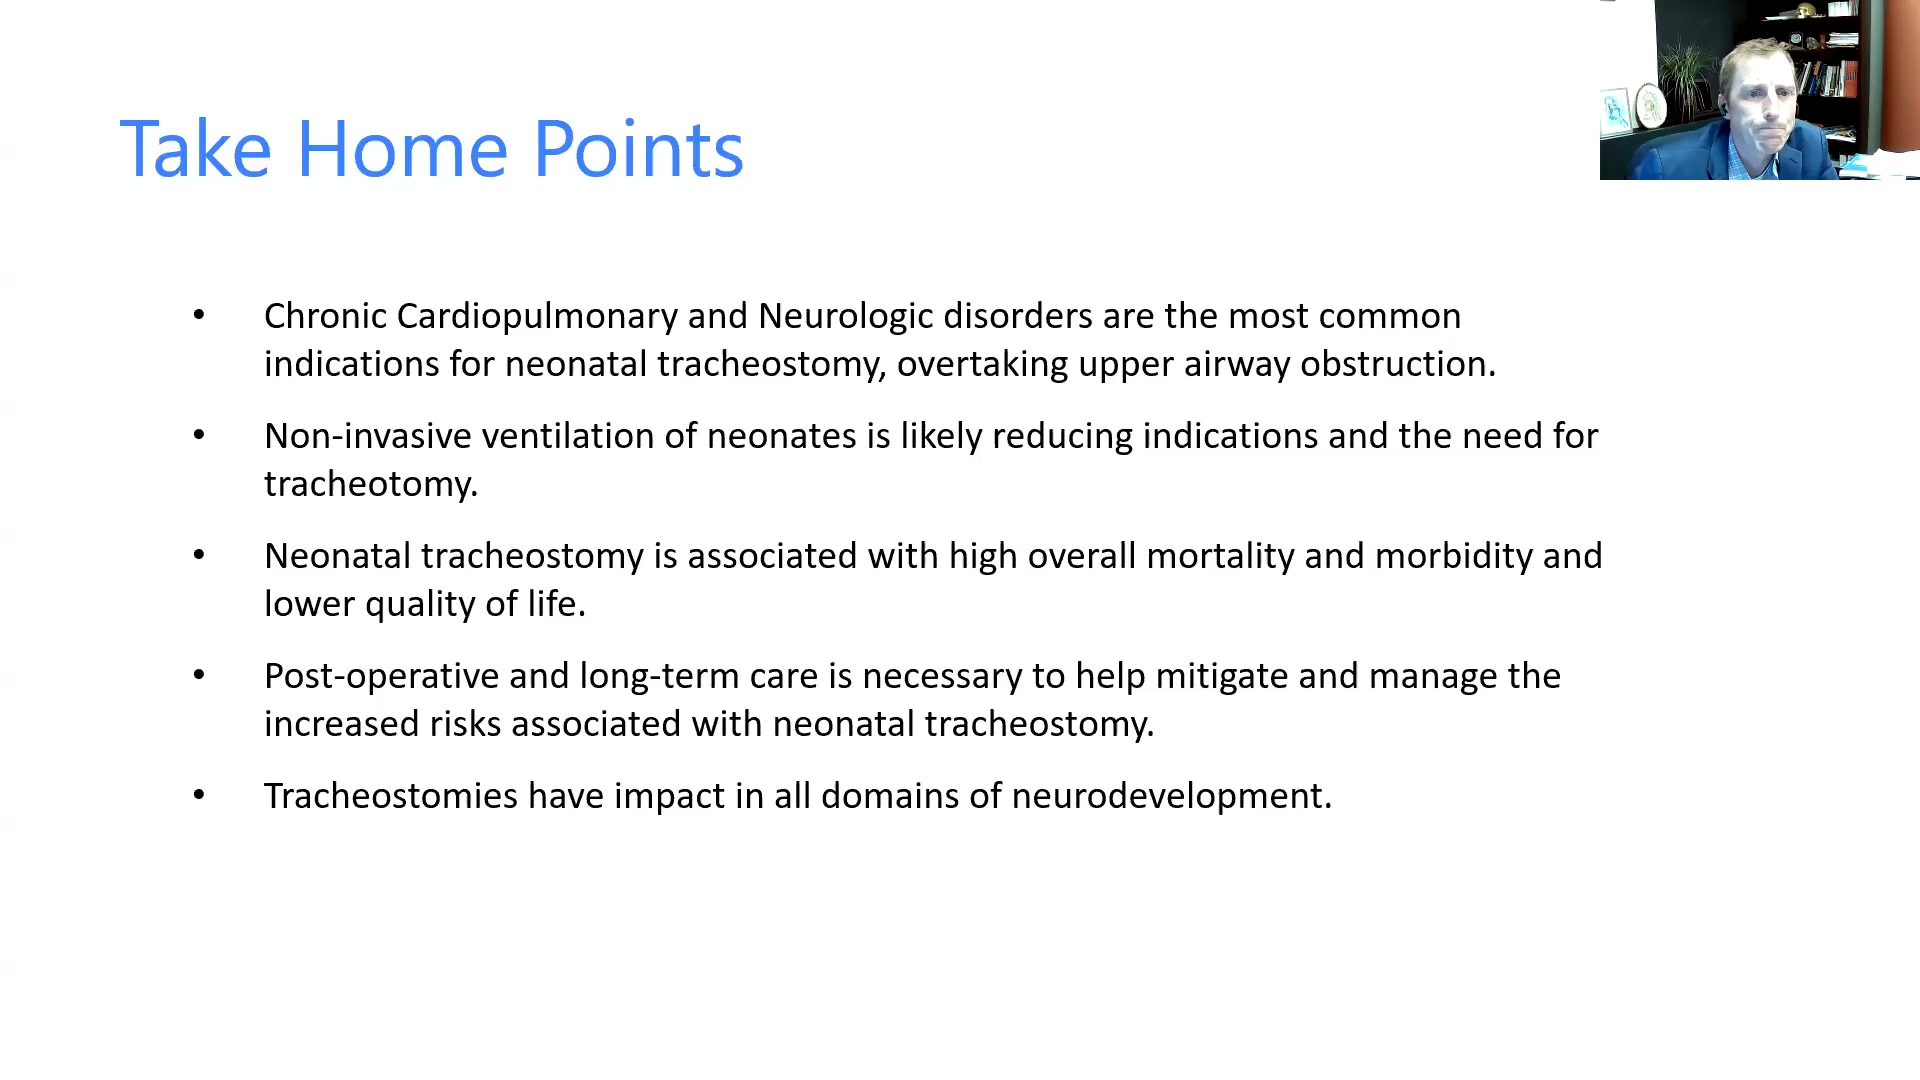 Take Home Points
• Chronic Cardiopulmonary and Neurologic disorders are the most common
indications for neonatal tracheostomy, overtaking upper airway obstruction.
• Non-invasive ventilation of neonates is likely reducing indications and the need for
tracheotomy.
• Neonatal tracheostomy is associated with high overall mortality and morbidity and
lower quality of life.
• Post-operative and long-term care is necessary to help mitigate and manage the
increased risks associated with neonatal tracheostomy.
• Tracheostomies have impact in all domains of neurodevelopment.